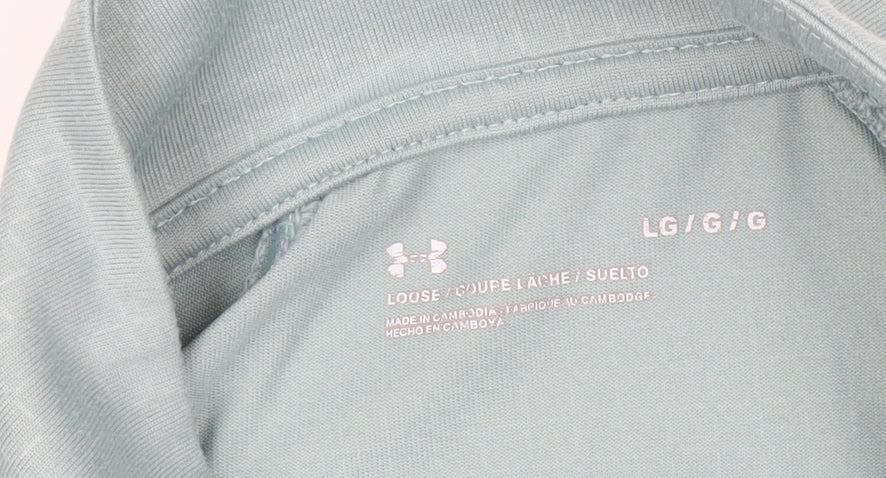 LG / G / G
LOOSE / COUPE LÂCHE / SUELTO
MADE IN CAMBODIA / FABRIQUÉ AU CAMBODGE
HECHO EN CAMBOYA